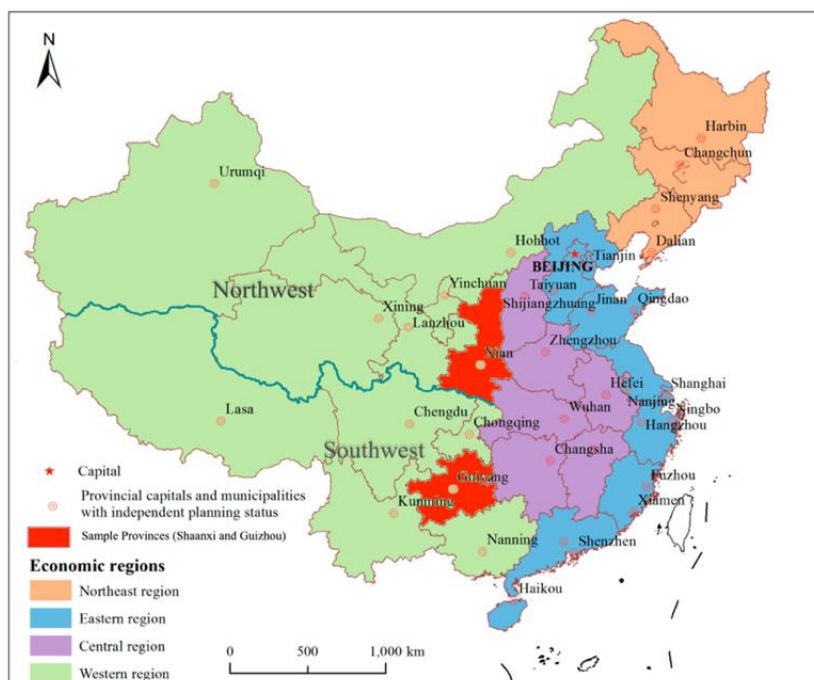 N
Harbin
Changchun
Urumqi
Shenyang
Hohhot
Dalian
Tianjin
BEIJING
Yinchuan
Taiyuan
Northwest
Shijiangzhuang
Jinan
Qingdao
Xining
Lanzhou
Zhengzhou
Xian
Hefei
Shanghai
Nanjing
Ningbo
Lasa
Chengdu
Wuhan
Chongqing
Hangzhou
Southwest
Changsha
Capital
Guiyang
Fuzhou
Provincial capitals and municipalities
with independent planning status
Kunming
Xiamen
Sample Provinces (Shaanxi and Guizhou)
Nanning
Shenzhen
Economic regions
Northeast region
Haikou
Eastern region
Central region
0 500 1,000 km
Western region